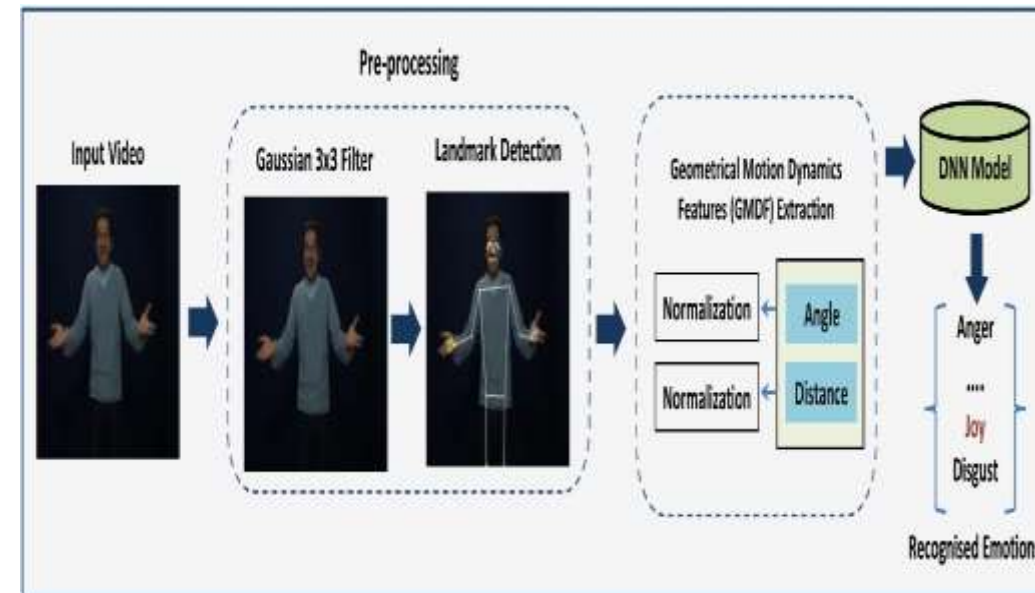 Pre-processing
Input Video
Gaussian 3x3 Filter
Landmark Detection
Geometrical Motion Dynamics
Features (GMDF) Extraction
Normalization
Angle
Normalization
Distance
DNN Model
Anger
....
Joy
Disgust
Recognised Emotion